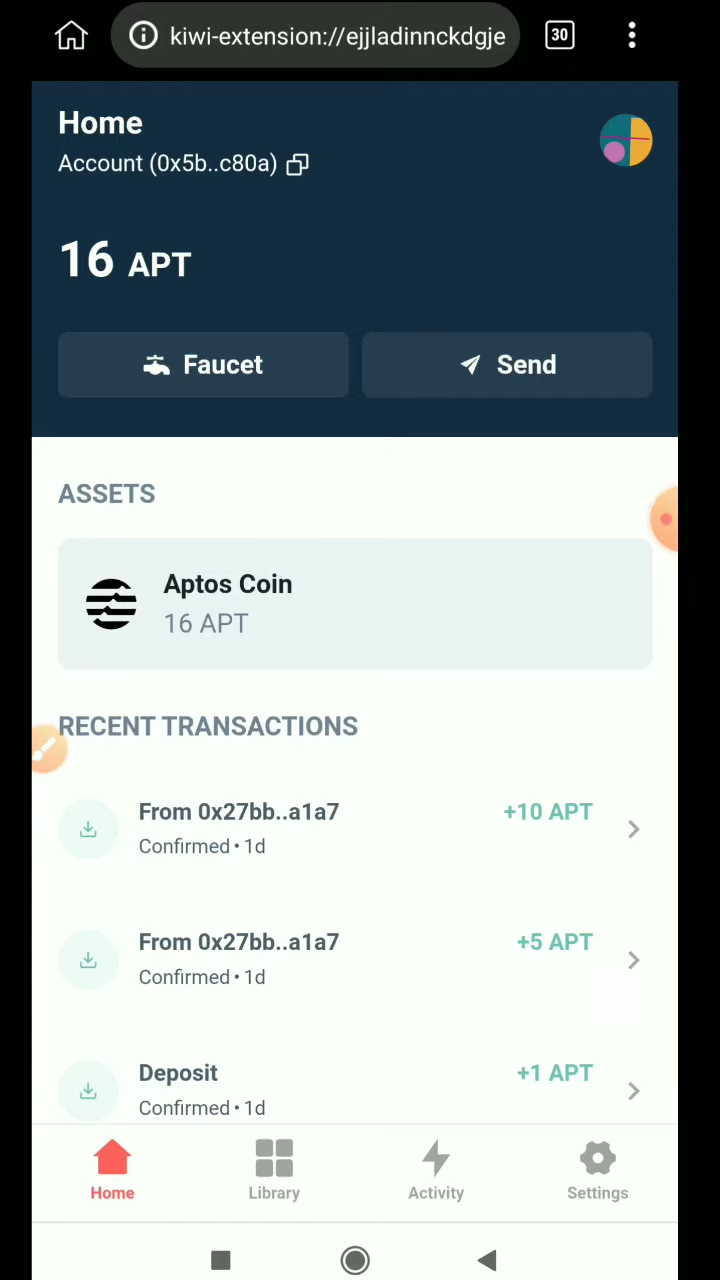 kiwi-extension://ejjladinnckdgje
30
Home
Account (0x5b..c80a)
16 APT
Faucet
Send
ASSETS
Aptos Coin
16 APT
RECENT TRANSACTIONS
From 0x27bb..a1a7
+10 APT
Confirmed • 1d
From 0x27bb..a1a7
+5 APT
Confirmed • 1d
Deposit
+1 APT
Confirmed • 1d
Home
Library
Activity
Settings